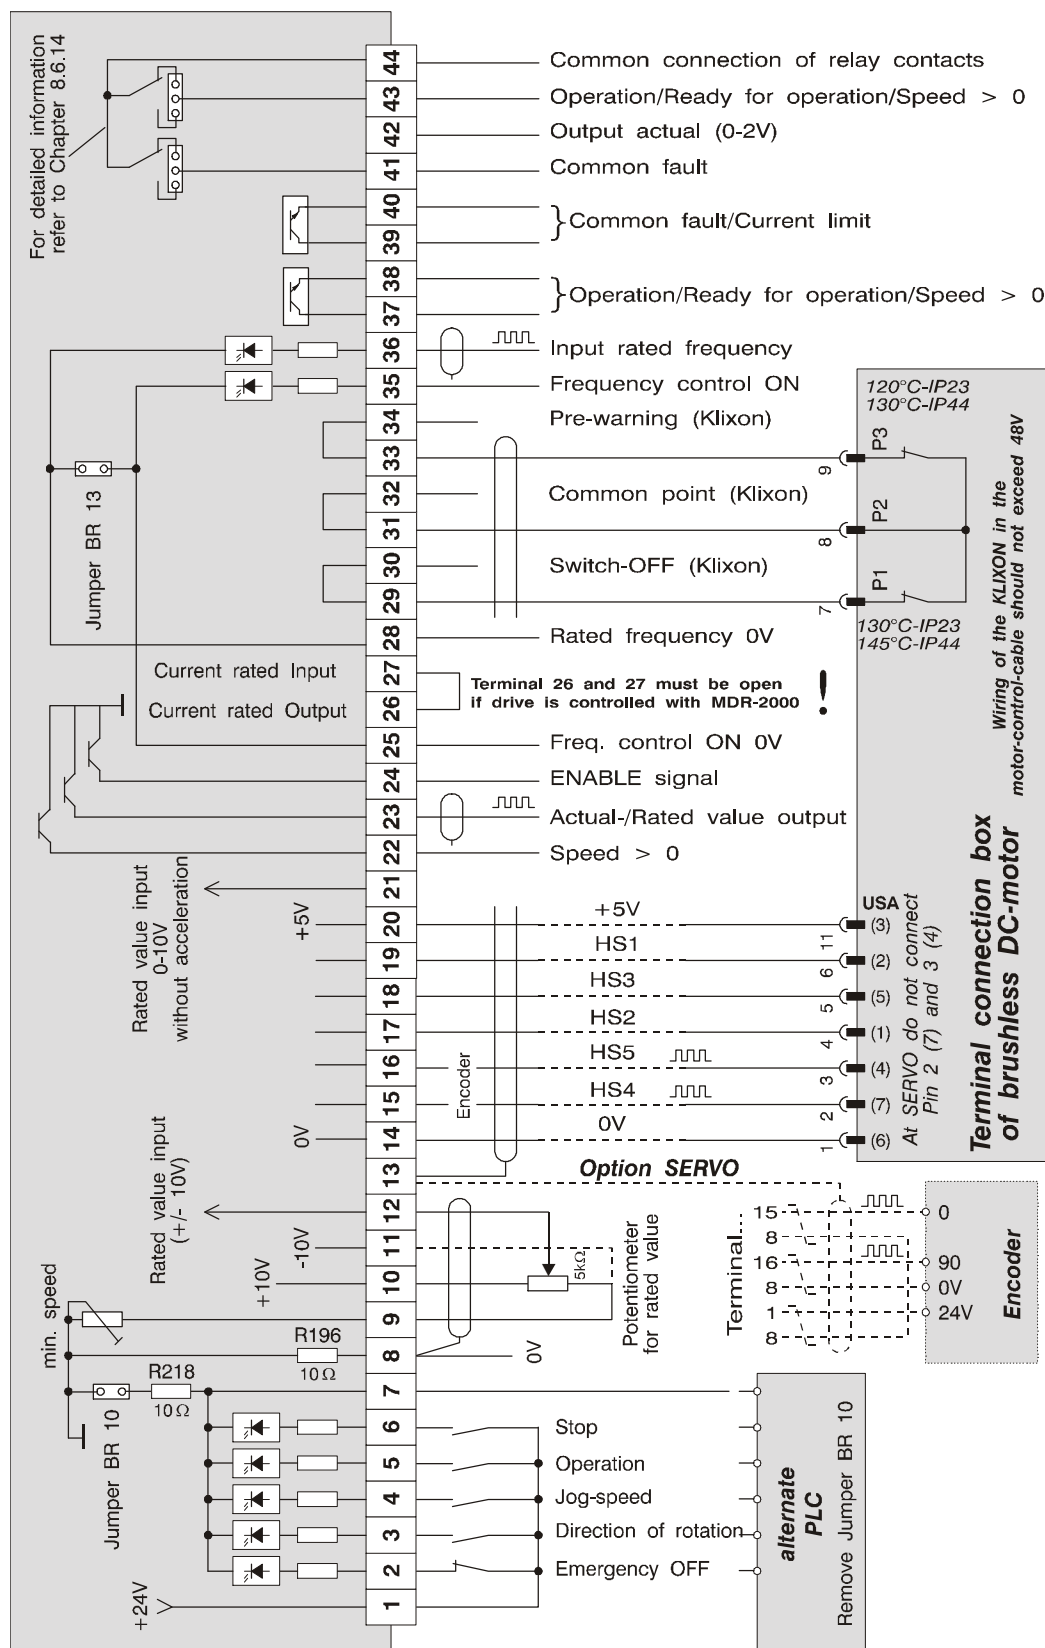 For detailed information
refer to Chapter 8.6.14
44 Common connection of relay contacts
43 Operation/Ready for operation/Speed > 0
42 Output actual (0-2V)
41 Common fault
40
39
} Common fault/Current limit
38
37
} Operation/Ready for operation/Speed > 0
36 Input rated frequency
35 Frequency control ON
34 Pre-warning (Klixon)
33
32 Common point (Klixon)
31
30 Switch-OFF (Klixon)
29
28 Rated frequency 0V
Jumper BR 13
9
8
7
120°C-IP23
130°C-IP44
P3
P2
P1
130°C-IP23
145°C-IP44
Wiring of the KLIXON in the
motor-control-cable should not exceed 48V
Current rated Input 27
Current rated Output 26
Terminal 26 and 27 must be open
if drive is controlled with MDR-2000
!
25 Freq. control ON 0V
24 ENABLE signal
23 Actual-/Rated value output
22 Speed > 0
21
Rated value input
0-10V
without acceleration
Terminal connection box
of brushless DC-motor
USA
+5V 20 +5V 11 (3)
19 HS1 6 (2)
18 HS3 5 (5)
17 HS2 4 (1)
16 HS5 3 (4)
15 HS4 2 (7)
0V 14 0V 1 (6)
Encoder
At SERVO do not connect
Pin 2 (7) and 3 (4)
13
Option SERVO
Rated value input
(+/- 10V)
12
-10V 11
+10V 10
5kΩ
Potentiometer
for rated value
Terminal
15 0
8
16 90
8 0V
1 24V
8
Encoder
min. speed
9
R196
10Ω
8 0V
R218
10Ω
7
Jumper BR 10
6 Stop
5 Operation
4 Jog-speed
3 Direction of rotation
2 Emergency OFF
+24V 1
alternate
PLC
Remove Jumper BR 10